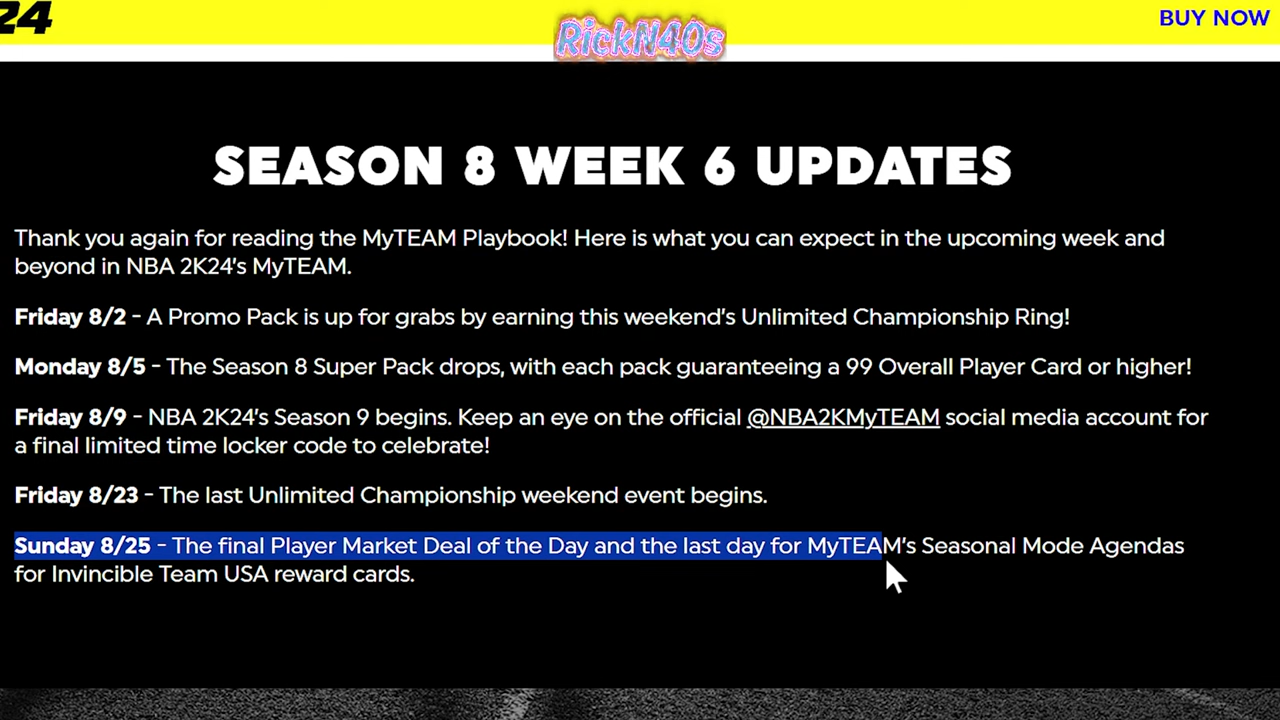 24
BUY NOW
RickN40s
SEASON 8 WEEK 6 UPDATES
Thank you again for reading the MyTEAM Playbook! Here is what you can expect in the upcoming week and
beyond in NBA 2K24's MyTEAM.
Friday 8/2 - A Promo Pack is up for grabs by earning this weekend's Unlimited Championship Ring!
Monday 8/5 - The Season 8 Super Pack drops, with each pack guaranteeing a 99 Overall Player Card or higher!
Friday 8/9 - NBA 2K24's Season 9 begins. Keep an eye on the official @NBA2KMyTEAM social media account for
a final limited time locker code to celebrate!
Friday 8/23 - The last Unlimited Championship weekend event begins.
Sunday 8/25 - The final Player Market Deal of the Day and the last day for MyTEAM's Seasonal Mode Agendas
for Invincible Team USA reward cards.